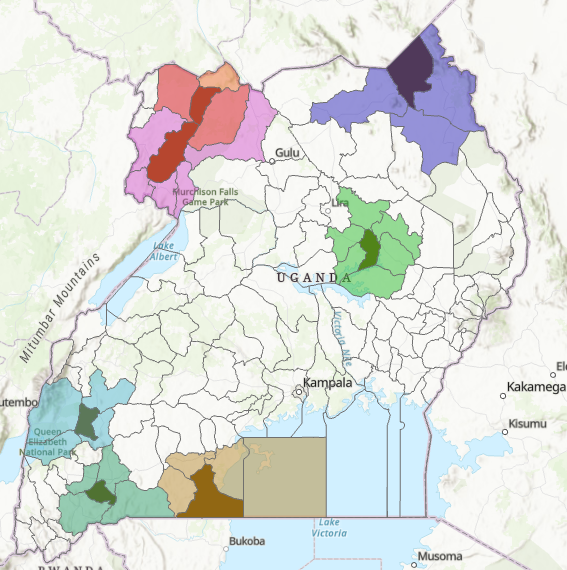 Gulu
Murchison Falls
Game Park
Lira
Lake
Albert
UGANDA
Mitumbar Mountains
Victoria Nile
Kampala
Kakamega
Kisumu
Queen
Elizabeth
National Park
Lake
Victoria
Bukoba
Musoma